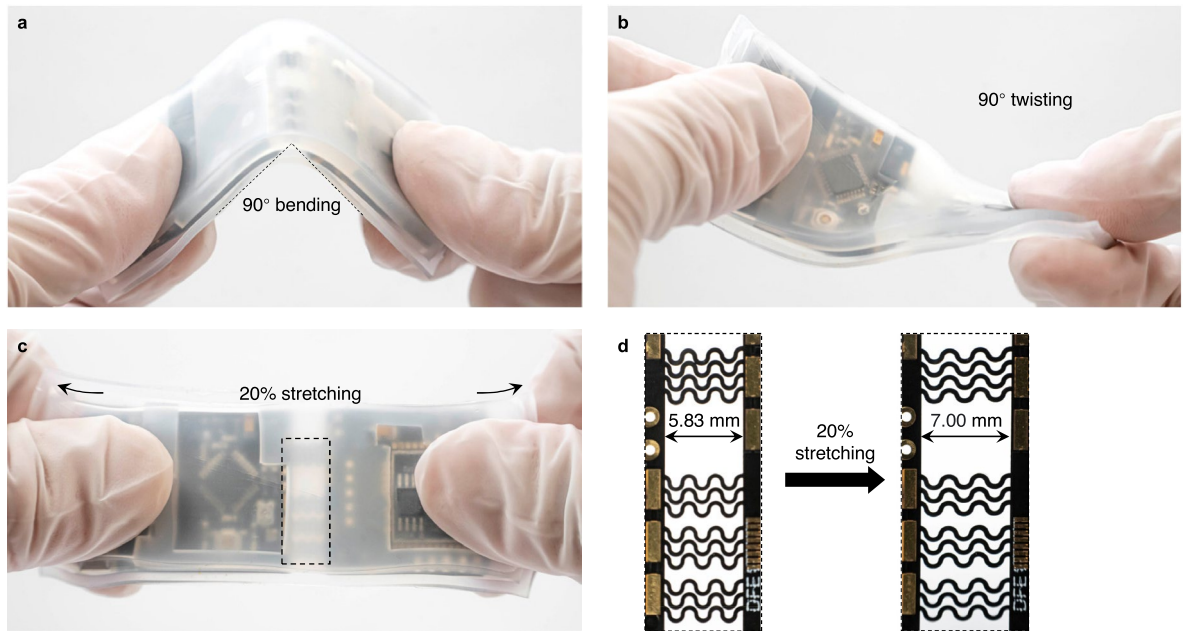 a
90° bending
b
90° twisting
c
20% stretching
d
5.83 mm
20%
stretching
7.00 mm
DFE
DFE